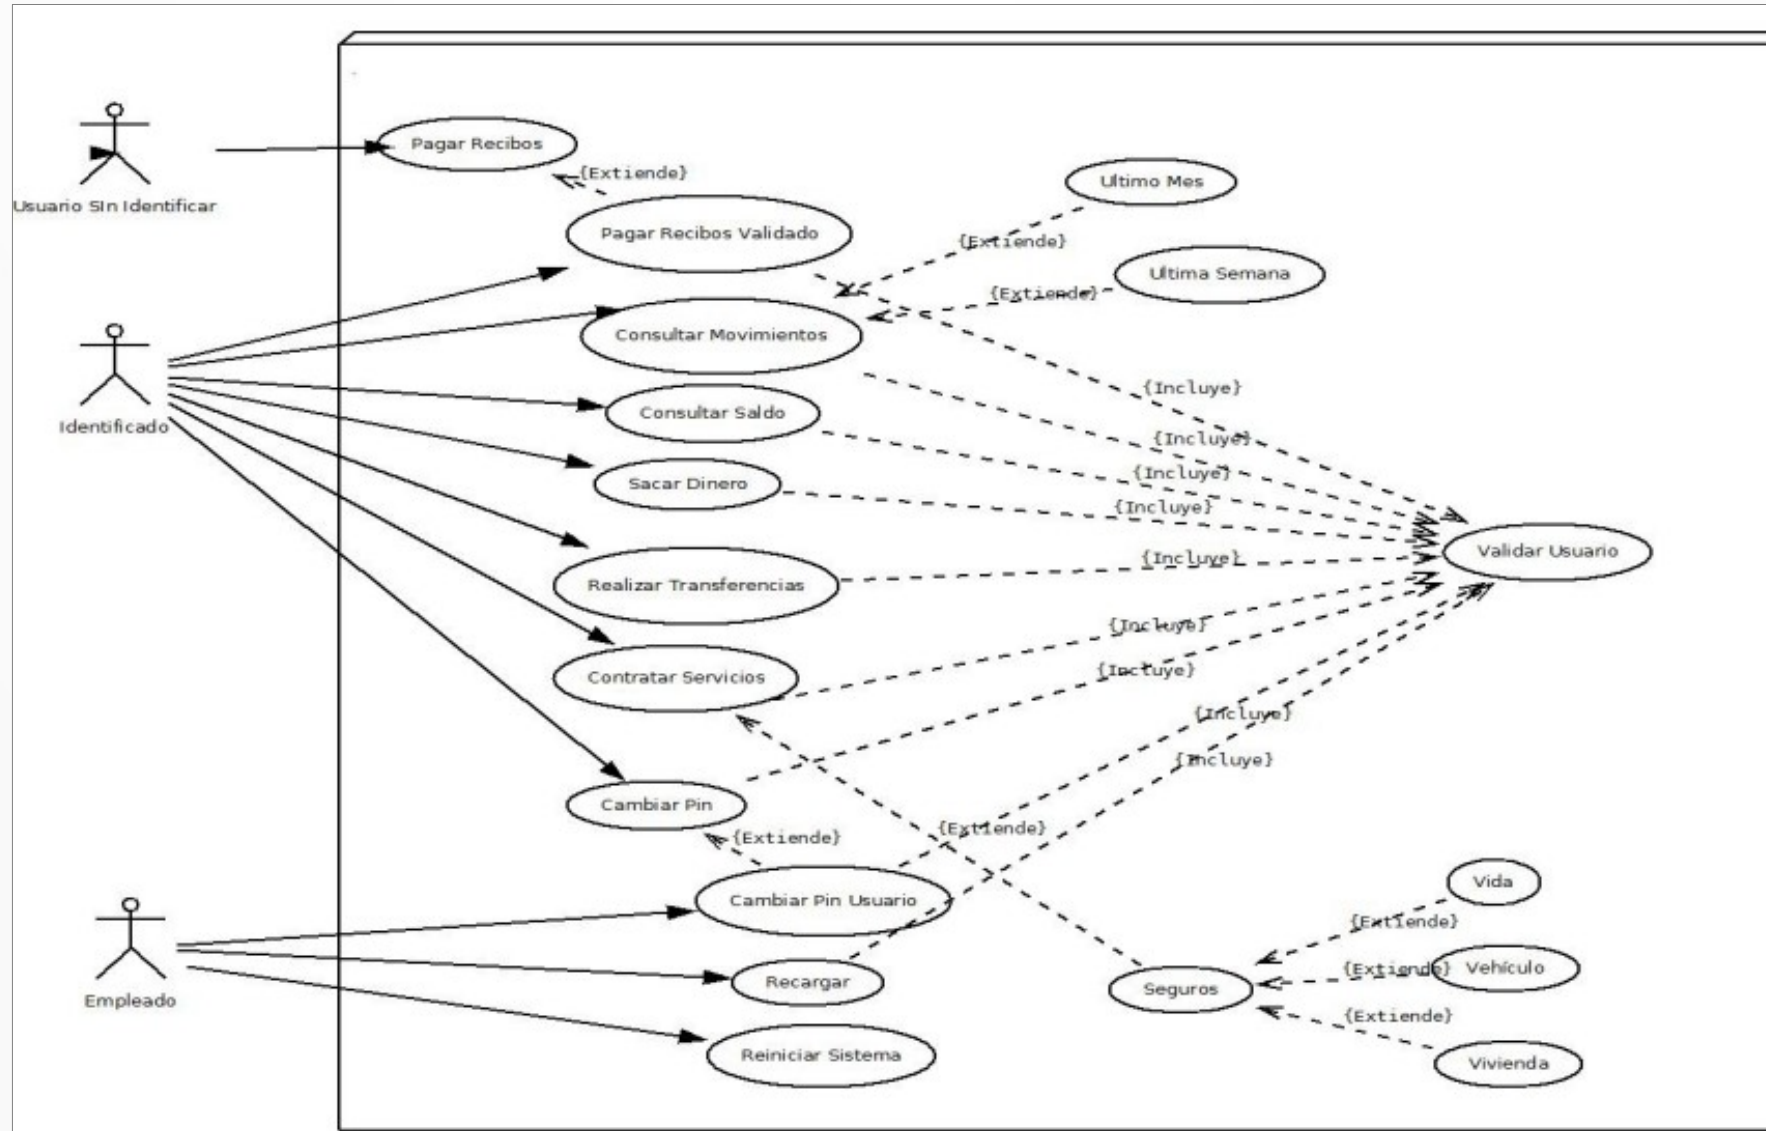 Pagar Recibos
{Extiende}
Usuario SIn Identificar
Pagar Recibos Validado
Ultimo Mes
{Extiende}
Ultima Semana
{Extiende}
Consultar Movimientos
{Incluye}
Consultar Saldo
Identificado
{Incluye}
{Incluye}
Sacar Dinero
{Incluye}
Validar Usuario
{Incluye}
Realizar Transferencias
{Incluye}
Contratar Servicios
{Incluye}
{Incluye}
{Incluye}
Cambiar Pin
{Extiende}
{Extiende}
Vida
Cambiar Pin Usuario
{Extiende}
{Extiende}
Vehículo
Recargar
Seguros
Empleado
{Extiende}
Reiniciar Sistema
Vivienda